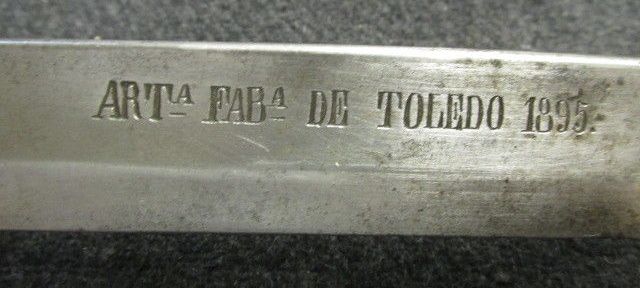 ARTᴬ FABᴬ DE TOLEDO 1895.